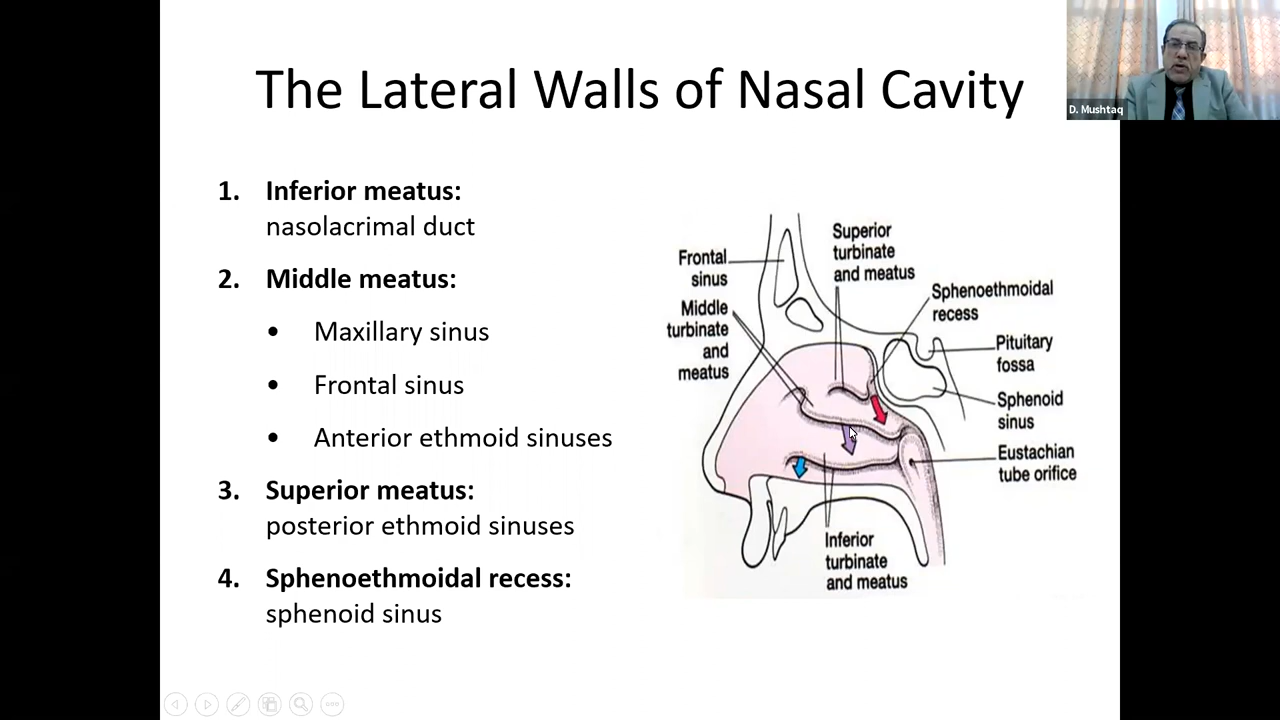 The Lateral Walls of Nasal Cavity
D. Mushtaq
1. Inferior meatus:
nasolacrimal duct
2. Middle meatus:
• Maxillary sinus
• Frontal sinus
• Anterior ethmoid sinuses
3. Superior meatus:
posterior ethmoid sinuses
4. Sphenoethmoidal recess:
sphenoid sinus
Frontal
sinus
Middle
turbinate
and
meatus
Superior
turbinate
and meatus
Sphenoethmoidal
recess
Pituitary
fossa
Sphenoid
sinus
Eustachian
tube orifice
Inferior
turbinate
and meatus